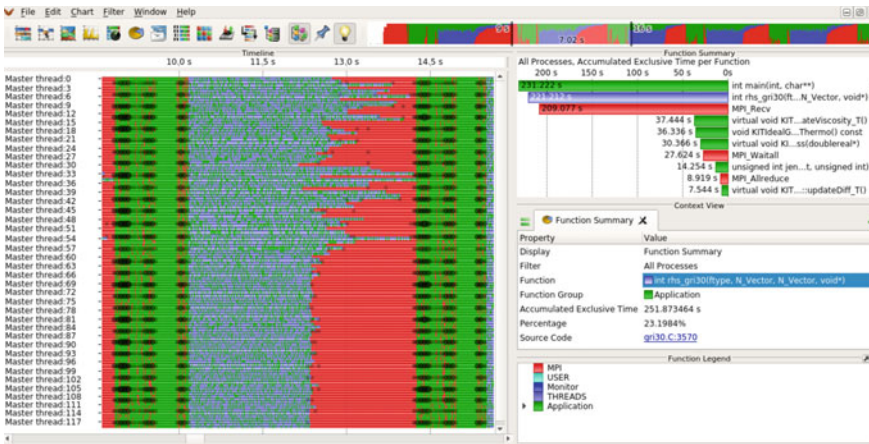 File Edit Chart Filter Window Help
7.02 s
Timeline
10,0 s 11,5 s 13,0 s 14,5 s
Master thread:0
Master thread:3
Master thread:6
Master thread:9
Master thread:12
Master thread:15
Master thread:18
Master thread:21
Master thread:24
Master thread:27
Master thread:30
Master thread:33
Master thread:36
Master thread:39
Master thread:42
Master thread:45
Master thread:48
Master thread:51
Master thread:54
Master thread:57
Master thread:60
Master thread:63
Master thread:66
Master thread:69
Master thread:72
Master thread:75
Master thread:78
Master thread:81
Master thread:84
Master thread:87
Master thread:90
Master thread:93
Master thread:96
Master thread:99
Master thread:102
Master thread:105
Master thread:108
Master thread:111
Master thread:114
Master thread:117
Function Summary
All Processes, Accumulated Exclusive Time per Function
200 s 150 s 100 s 50 s 0s
231.222 s int main(int, char**)
int rhs_gri30(ft...N_Vector, void*)
209.077 s MPI_Recv
37.444 s virtual void KIT...ateViscosity_T()
36.336 s void KITIdealG...Thermo() const
30.366 s virtual void KI...ss(doublereal*)
27.624 s MPI_Waitall
14.254 s unsigned int jen...t, unsigned int)
8.919 s MPI_Allreduce
7.544 s virtual void KIT...::updateDiff_T()
Context View
Function Summary
Property Value
Display Function Summary
Filter All Processes
Function int rhs_gri30(ftype, N_Vector, N_Vector, void*)
Function Group Application
Accumulated Exclusive Time 251.873464 s
Percentage 23.1984%
Source Code gri30.C:3570
Function Legend
MPI
USER
Monitor
THREADS
Application